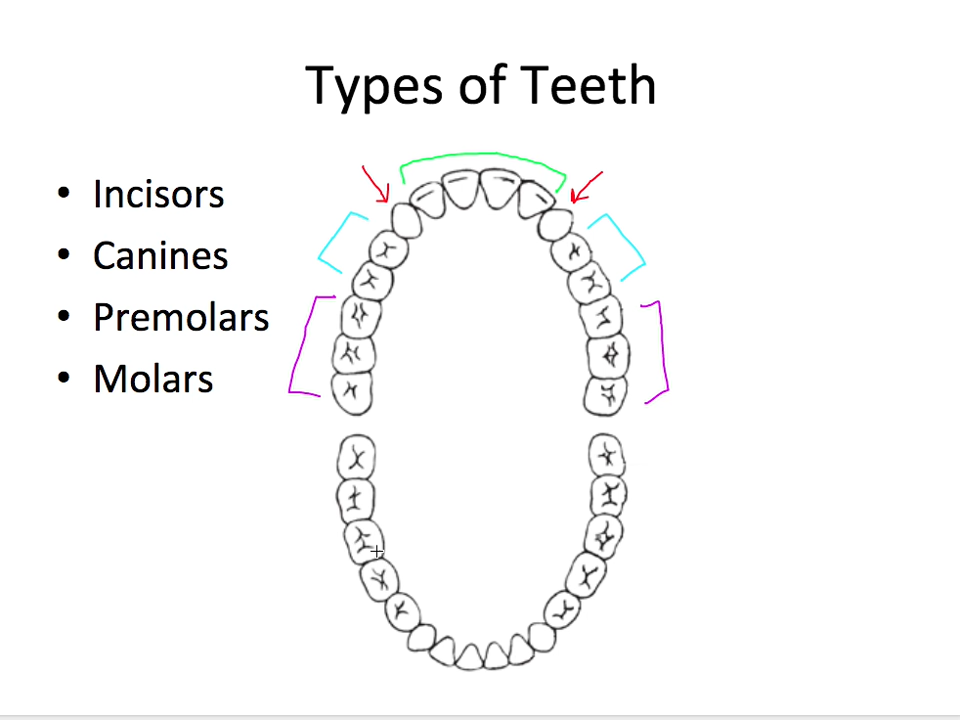 Types of Teeth
• Incisors
• Canines
• Premolars
• Molars